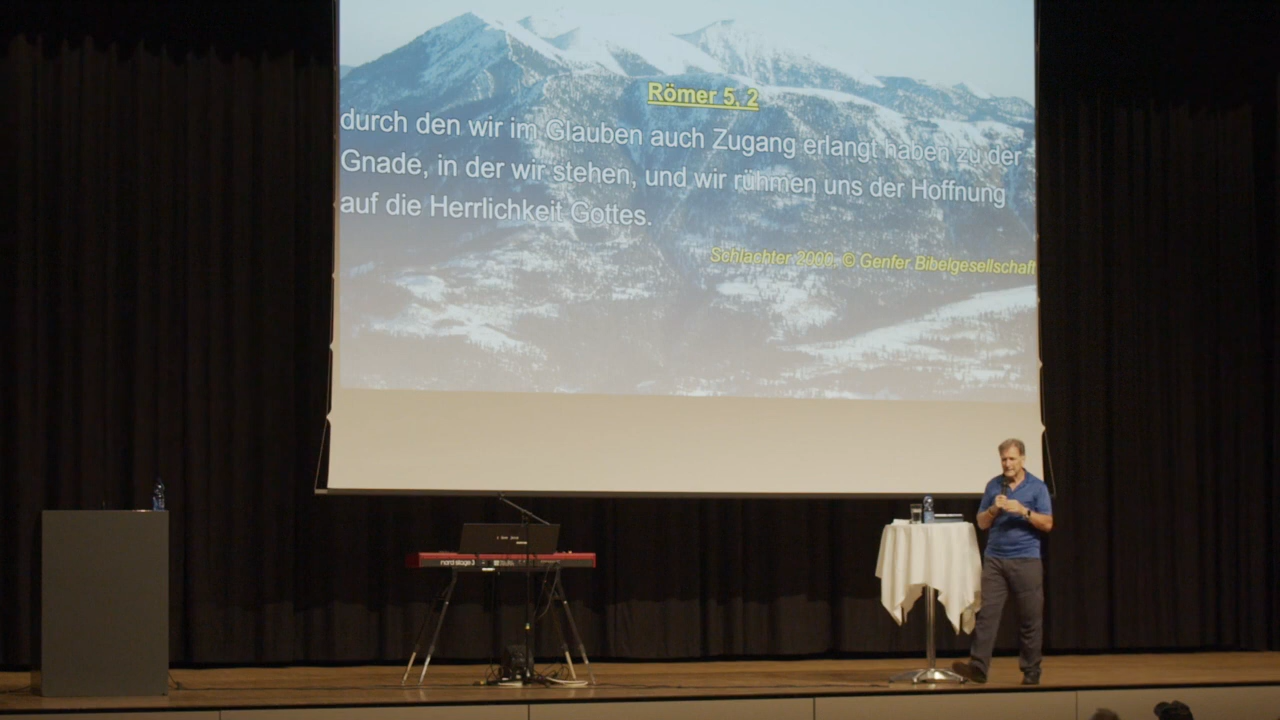 Römer 5, 2
durch den wir im Glauben auch Zugang erlangt haben zu der
Gnade, in der wir stehen, und wir rühmen uns der Hoffnung
auf die Herrlichkeit Gottes.
Schlachter 2000, © Genfer Bibelgesellschaft
nord stage 3